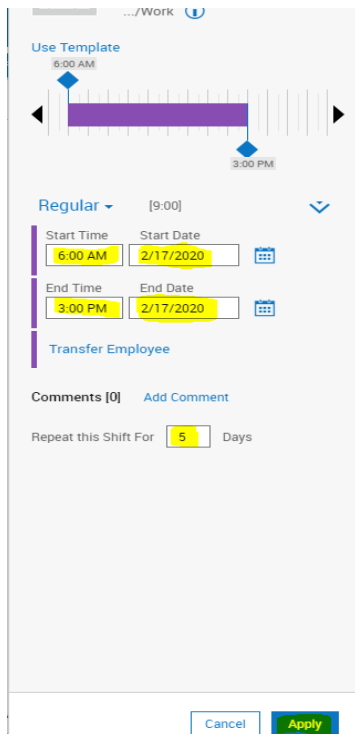 .../Work
Use Template
6:00 AM
3:00 PM
Regular [9:00]
Start Time Start Date
6:00 AM 2/17/2020
End Time End Date
3:00 PM 2/17/2020
Transfer Employee
Comments [0] Add Comment
Repeat this Shift For 5 Days
Cancel Apply